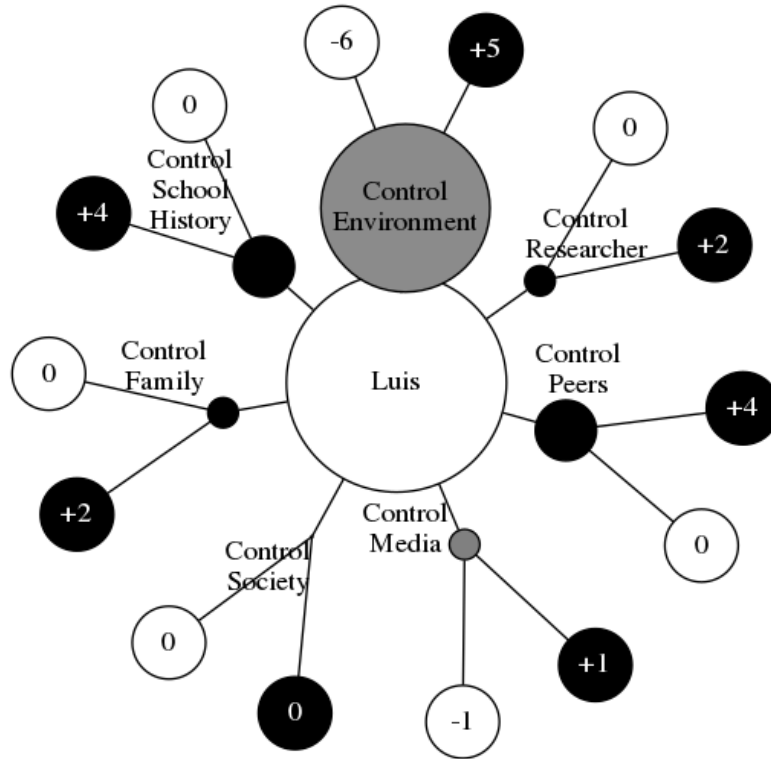 -6
+5
0
0
Control
School
History
Control
Environment
+4
Control
Researcher
+2
Control
Family
0
Luis
Control
Peers
+4
+2
Control
Media
0
Control
Society
0
+1
0
-1